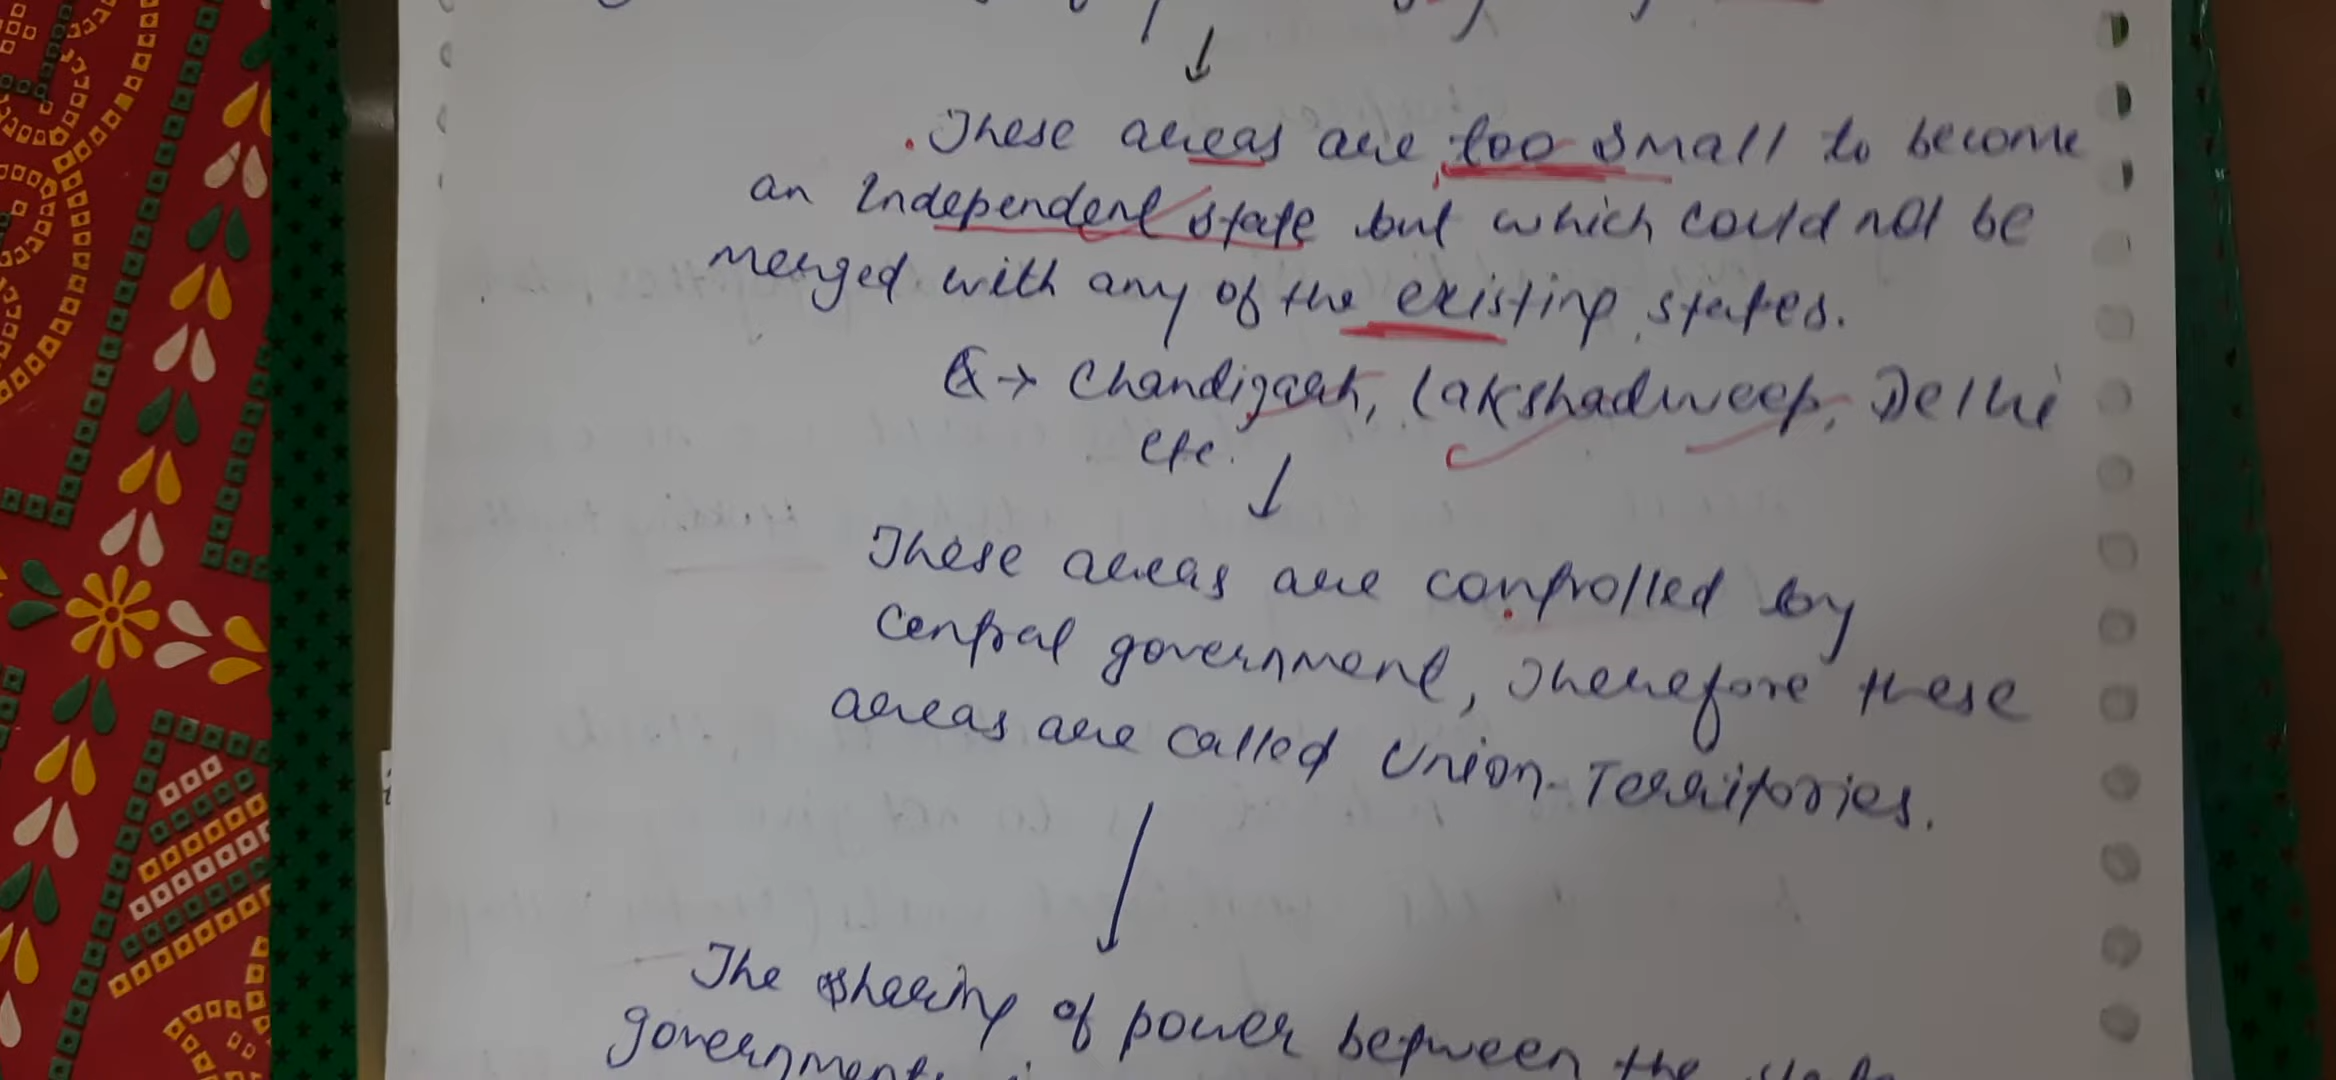 These areas are too small to become
an Independent state but which could not be
merged with any of the existing states.
Ex → Chandigarh, Lakshadweep, Delhi
etc.
These areas are controlled by
Central government, Therefore these
areas are called Union-Territories.
The sharing of power between the
government